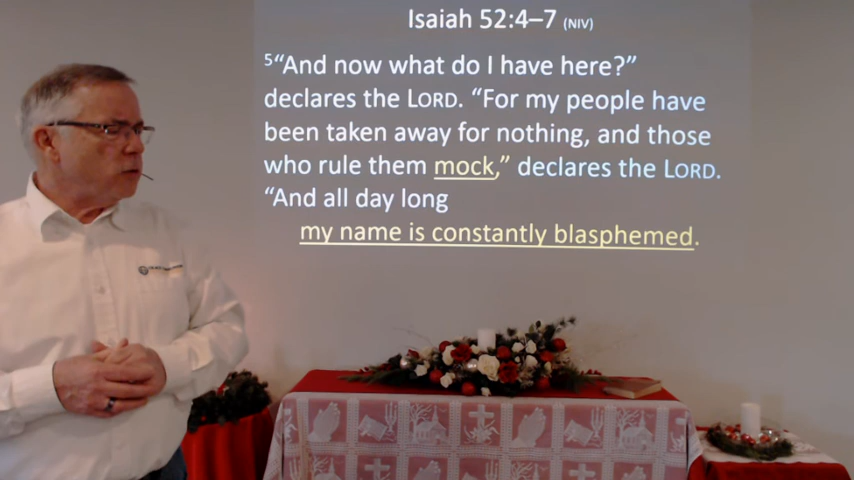 Isaiah 52:4–7 (NIV)
5“And now what do I have here?”
declares the LORD. “For my people have
been taken away for nothing, and those
who rule them mock,” declares the LORD.
“And all day long
my name is constantly blasphemed.